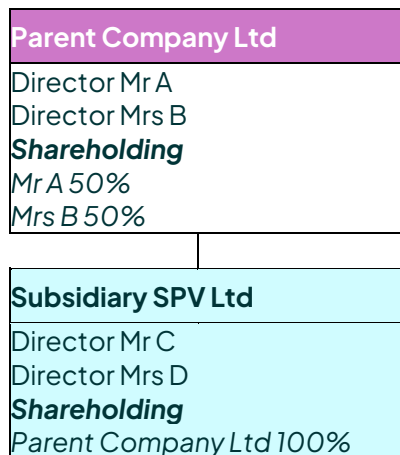 Parent Company Ltd
Director Mr A
Director Mrs B
Shareholding
Mr A 50%
Mrs B 50%
Subsidiary SPV Ltd
Director Mr C
Director Mrs D
Shareholding
Parent Company Ltd 100%